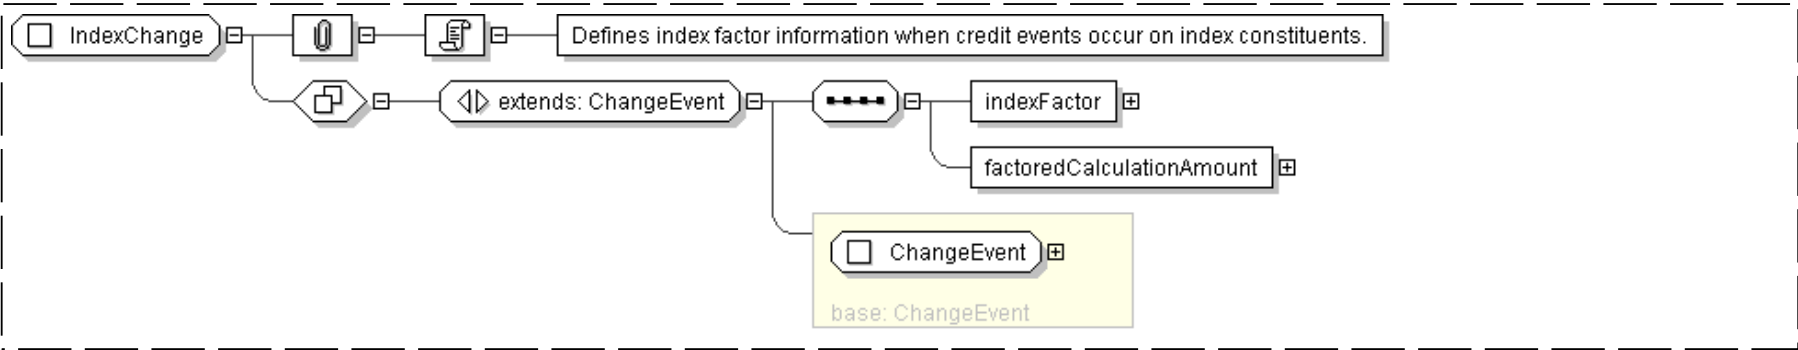 IndexChange
Defines index factor information when credit events occur on index constituents.
extends: ChangeEvent
indexFactor
factoredCalculationAmount
ChangeEvent
base: ChangeEvent